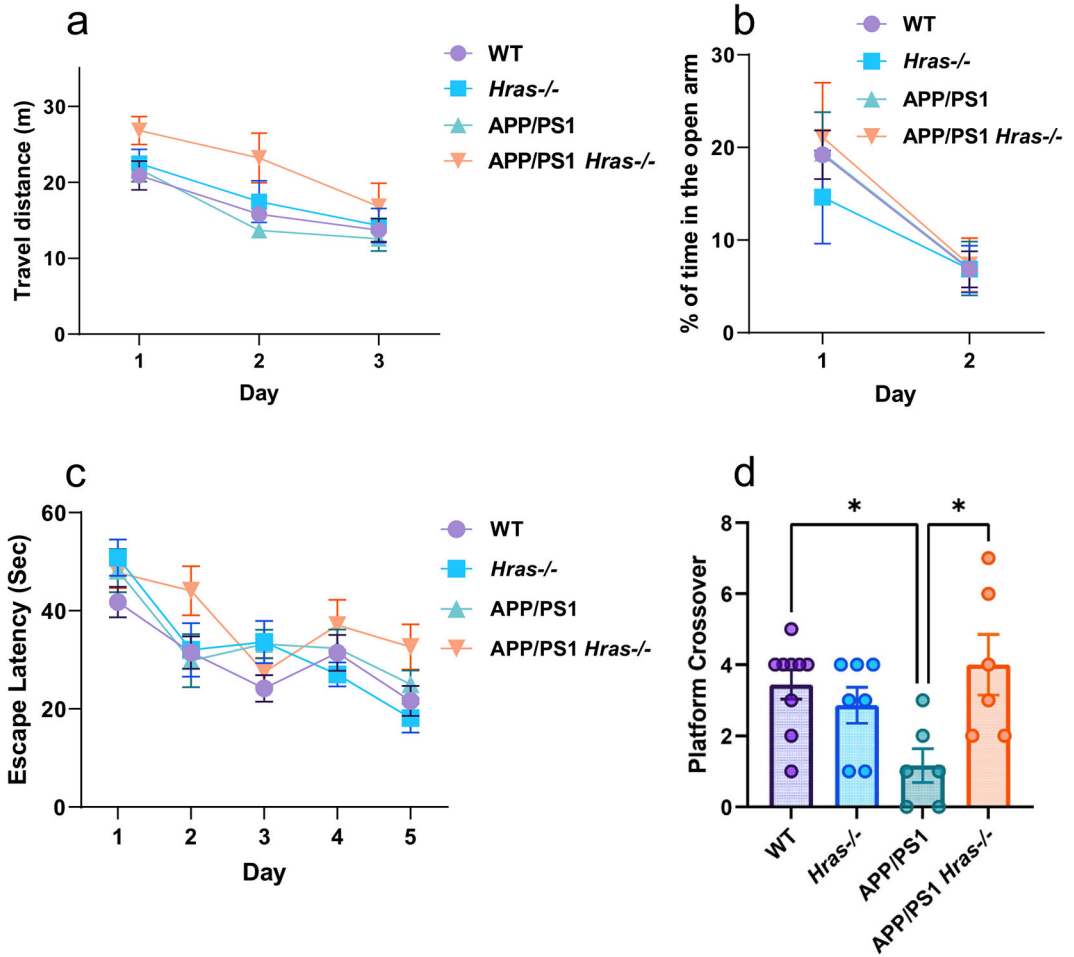 a
WT
Hras-/-
APP/PS1
APP/PS1 Hras-/-
Travel distance (m)
30
20
10
0
1 2 3
Day
b
WT
Hras-/-
APP/PS1
APP/PS1 Hras-/-
% of time in the open arm
30
20
10
0
1 2
Day
c
WT
Hras-/-
APP/PS1
APP/PS1 Hras-/-
Escape Latency (Sec)
60
40
20
0
1 2 3 4 5
Day
d
* *
Platform Crossover
8
6
4
2
0
WT
Hras-/-
APP/PS1
APP/PS1 Hras-/-